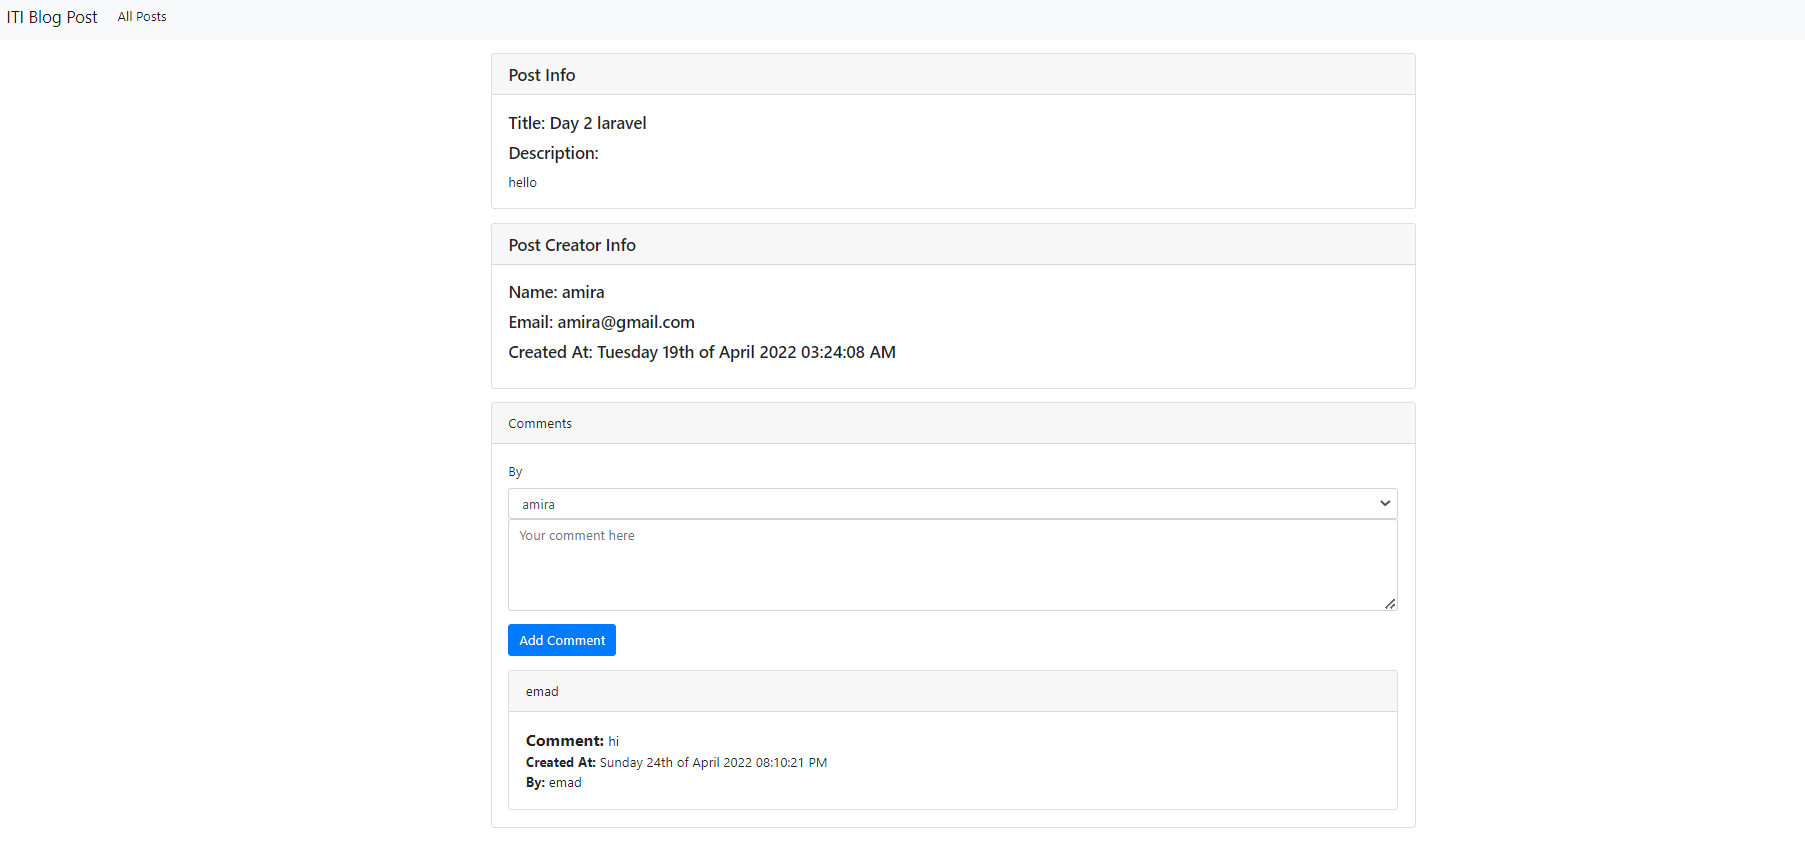 ITI Blog Post All Posts
Post Info
Title: Day 2 laravel
Description:
hello
Post Creator Info
Name: amira
Email: amira@gmail.com
Created At: Tuesday 19th of April 2022 03:24:08 AM
Comments
By
amira
Your comment here
Add Comment
emad
Comment: hi
Created At: Sunday 24th of April 2022 08:10:21 PM
By: emad